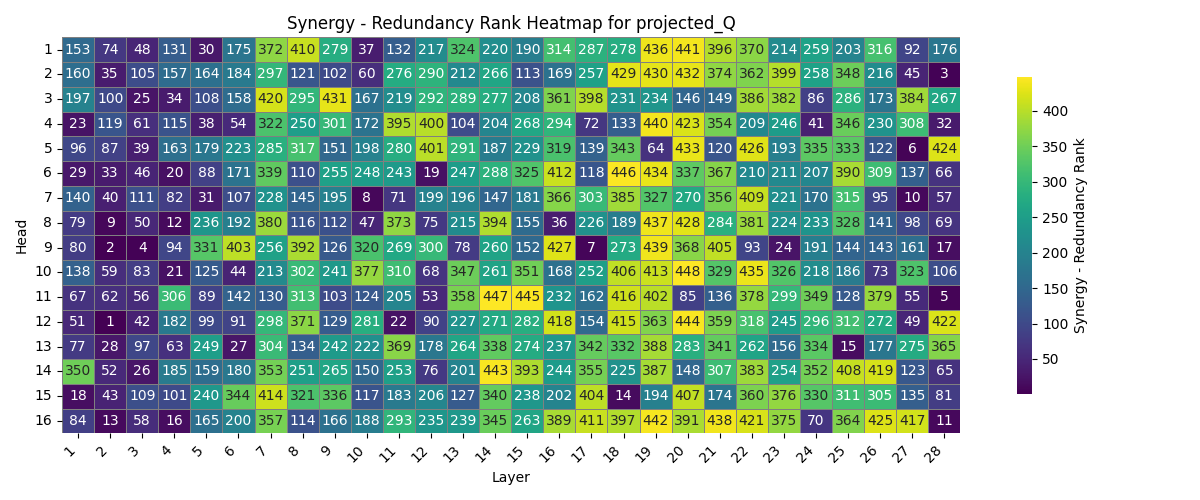 Synergy - Redundancy Rank Heatmap for projected_Q
1 153 74 48 131 30 175 372 410 279 37 132 217 324 220 190 314 287 278 436 441 396 370 214 259 203 316 92 176
2 160 35 105 157 164 184 297 121 102 60 276 290 212 266 113 169 257 429 430 432 374 362 399 258 348 216 45 3
3 197 100 25 34 108 158 420 295 431 167 219 292 289 277 208 361 398 231 234 146 149 386 382 86 286 173 384 267
4 23 119 61 115 38 54 322 250 301 172 395 400 104 204 268 294 72 133 440 423 354 209 246 41 346 230 308 32
5 96 87 39 163 179 223 285 317 151 198 280 401 291 187 229 319 139 343 64 433 120 426 193 335 333 122 6 424
6 29 33 46 20 88 171 339 110 255 248 243 19 247 288 325 412 118 446 434 337 367 210 211 207 390 309 137 66
7 140 40 111 82 31 107 228 145 195 8 71 199 196 147 181 366 303 385 327 270 356 409 221 170 315 95 10 57
8 79 9 50 12 236 192 380 116 112 47 373 75 215 394 155 36 226 189 437 428 284 381 224 233 328 141 98 69
9 80 2 4 94 331 403 256 392 126 320 269 300 78 260 152 427 7 273 439 368 405 93 24 191 144 143 161 17
10 138 59 83 21 125 44 213 302 241 377 310 68 347 261 351 168 252 406 413 448 329 435 326 218 186 73 323 106
11 67 62 56 306 89 142 130 313 103 124 205 53 358 447 445 232 162 416 402 85 136 378 299 349 128 379 55 5
12 51 1 42 182 99 91 298 371 129 281 22 90 227 271 282 418 154 415 363 444 359 318 245 296 312 272 49 422
13 77 28 97 63 249 27 304 134 242 222 369 178 264 338 274 237 342 332 388 283 341 262 156 334 15 177 275 365
14 350 52 26 185 159 180 353 251 265 150 253 76 201 443 393 244 355 225 387 148 307 383 254 352 408 419 123 65
15 18 43 109 101 240 344 414 321 336 117 183 206 127 340 238 202 404 14 194 407 174 360 376 330 311 305 135 81
16 84 13 58 16 165 200 357 114 166 188 293 235 239 345 263 389 411 397 442 391 438 421 375 70 364 425 417 11
1 2 3 4 5 6 7 8 9 10 11 12 13 14 15 16 17 18 19 20 21 22 23 24 25 26 27 28
Layer
Head
400
350
300
250
200
150
100
50
Synergy - Redundancy Rank